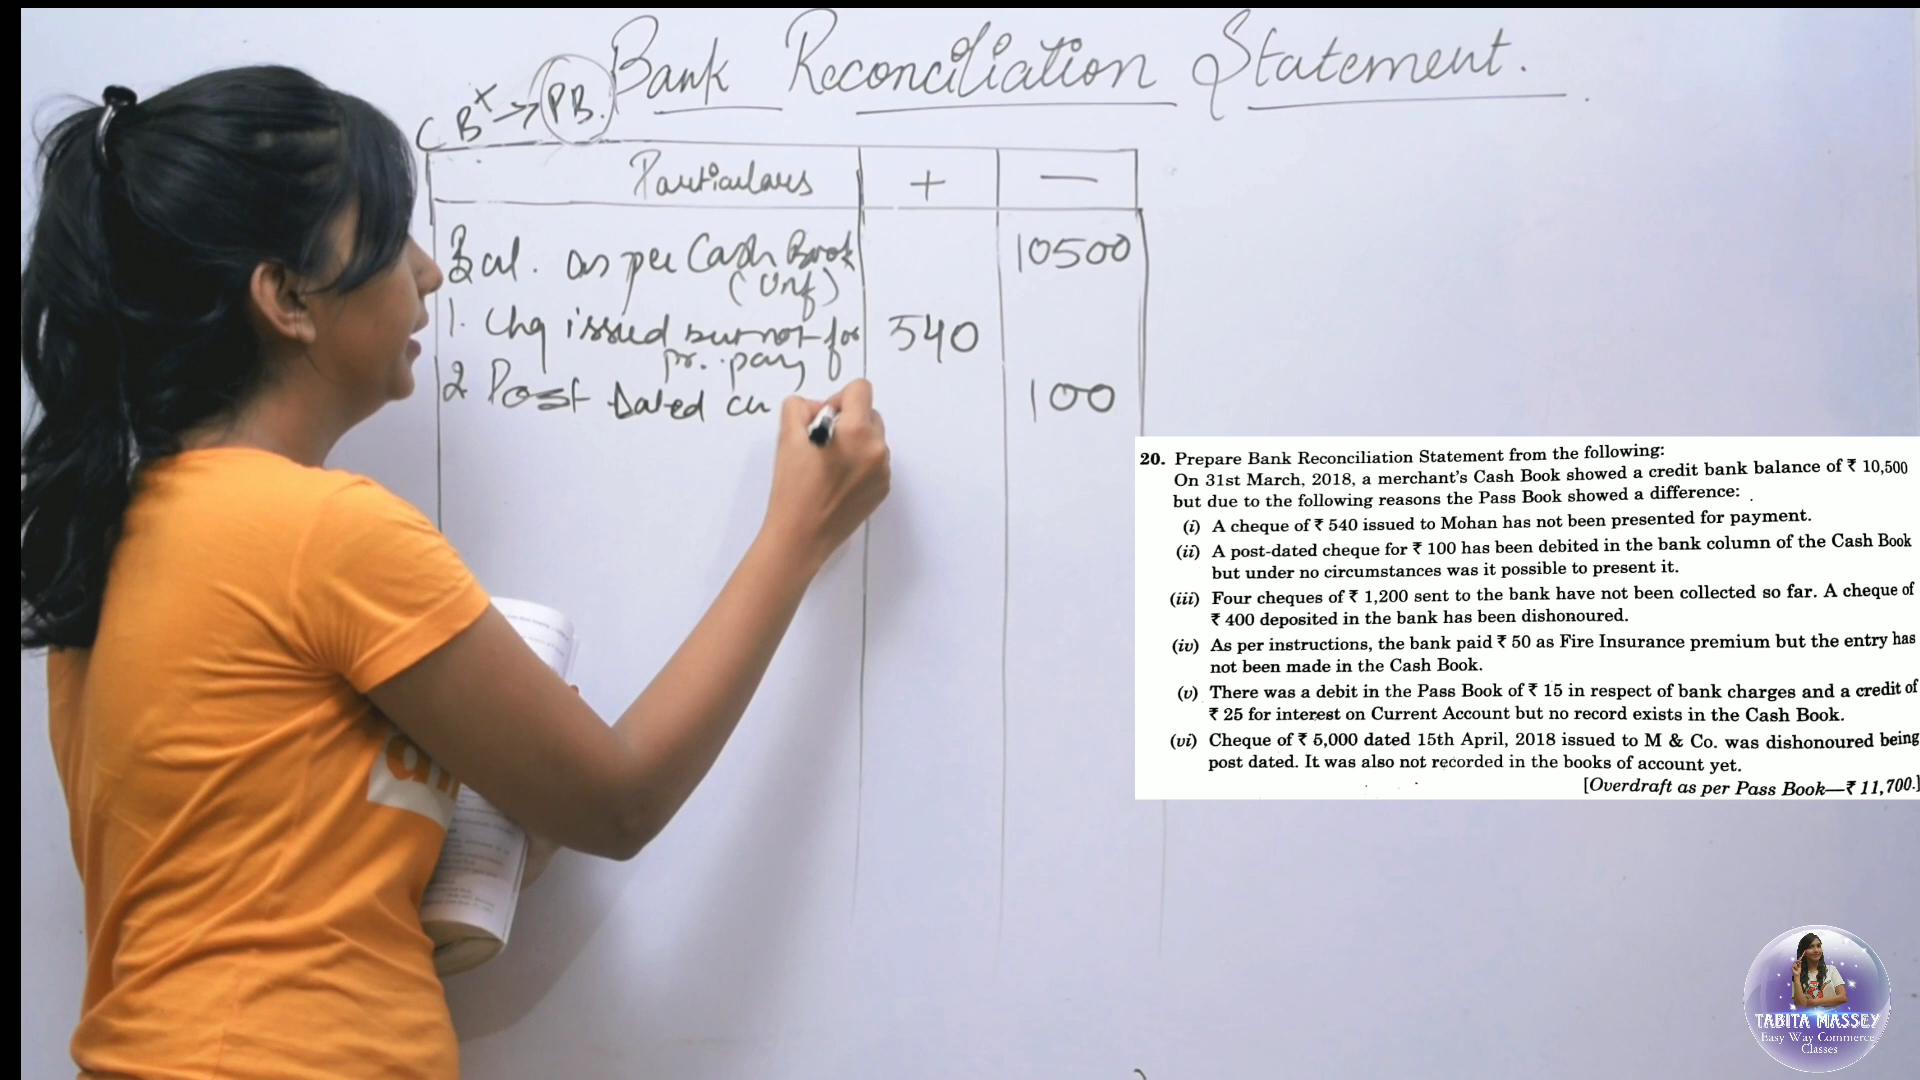 Bank Reconciliation Statement.
CB x → PB.
Particulars + —
Bal. as per Cash Book 10500
(Unf)
1. Chq issued but not for 540
pr. pay
2 Post Dated ch 100
20. Prepare Bank Reconciliation Statement from the following:
On 31st March, 2018, a merchant's Cash Book showed a credit bank balance of ₹ 10,500
but due to the following reasons the Pass Book showed a difference:
(i) A cheque of ₹ 540 issued to Mohan has not been presented for payment.
(ii) A post-dated cheque for ₹ 100 has been debited in the bank column of the Cash Book
but under no circumstances was it possible to present it.
(iii) Four cheques of ₹ 1,200 sent to the bank have not been collected so far. A cheque of
₹ 400 deposited in the bank has been dishonoured.
(iv) As per instructions, the bank paid ₹ 50 as Fire Insurance premium but the entry has
not been made in the Cash Book.
(v) There was a debit in the Pass Book of ₹ 15 in respect of bank charges and a credit of
₹ 25 for interest on Current Account but no record exists in the Cash Book.
(vi) Cheque of ₹ 5,000 dated 15th April, 2018 issued to M & Co. was dishonoured being
post dated. It was also not recorded in the books of account yet.
[Overdraft as per Pass Book—₹ 11,700.]
TABITA MASSEY
Easy Way Commerce
Classes